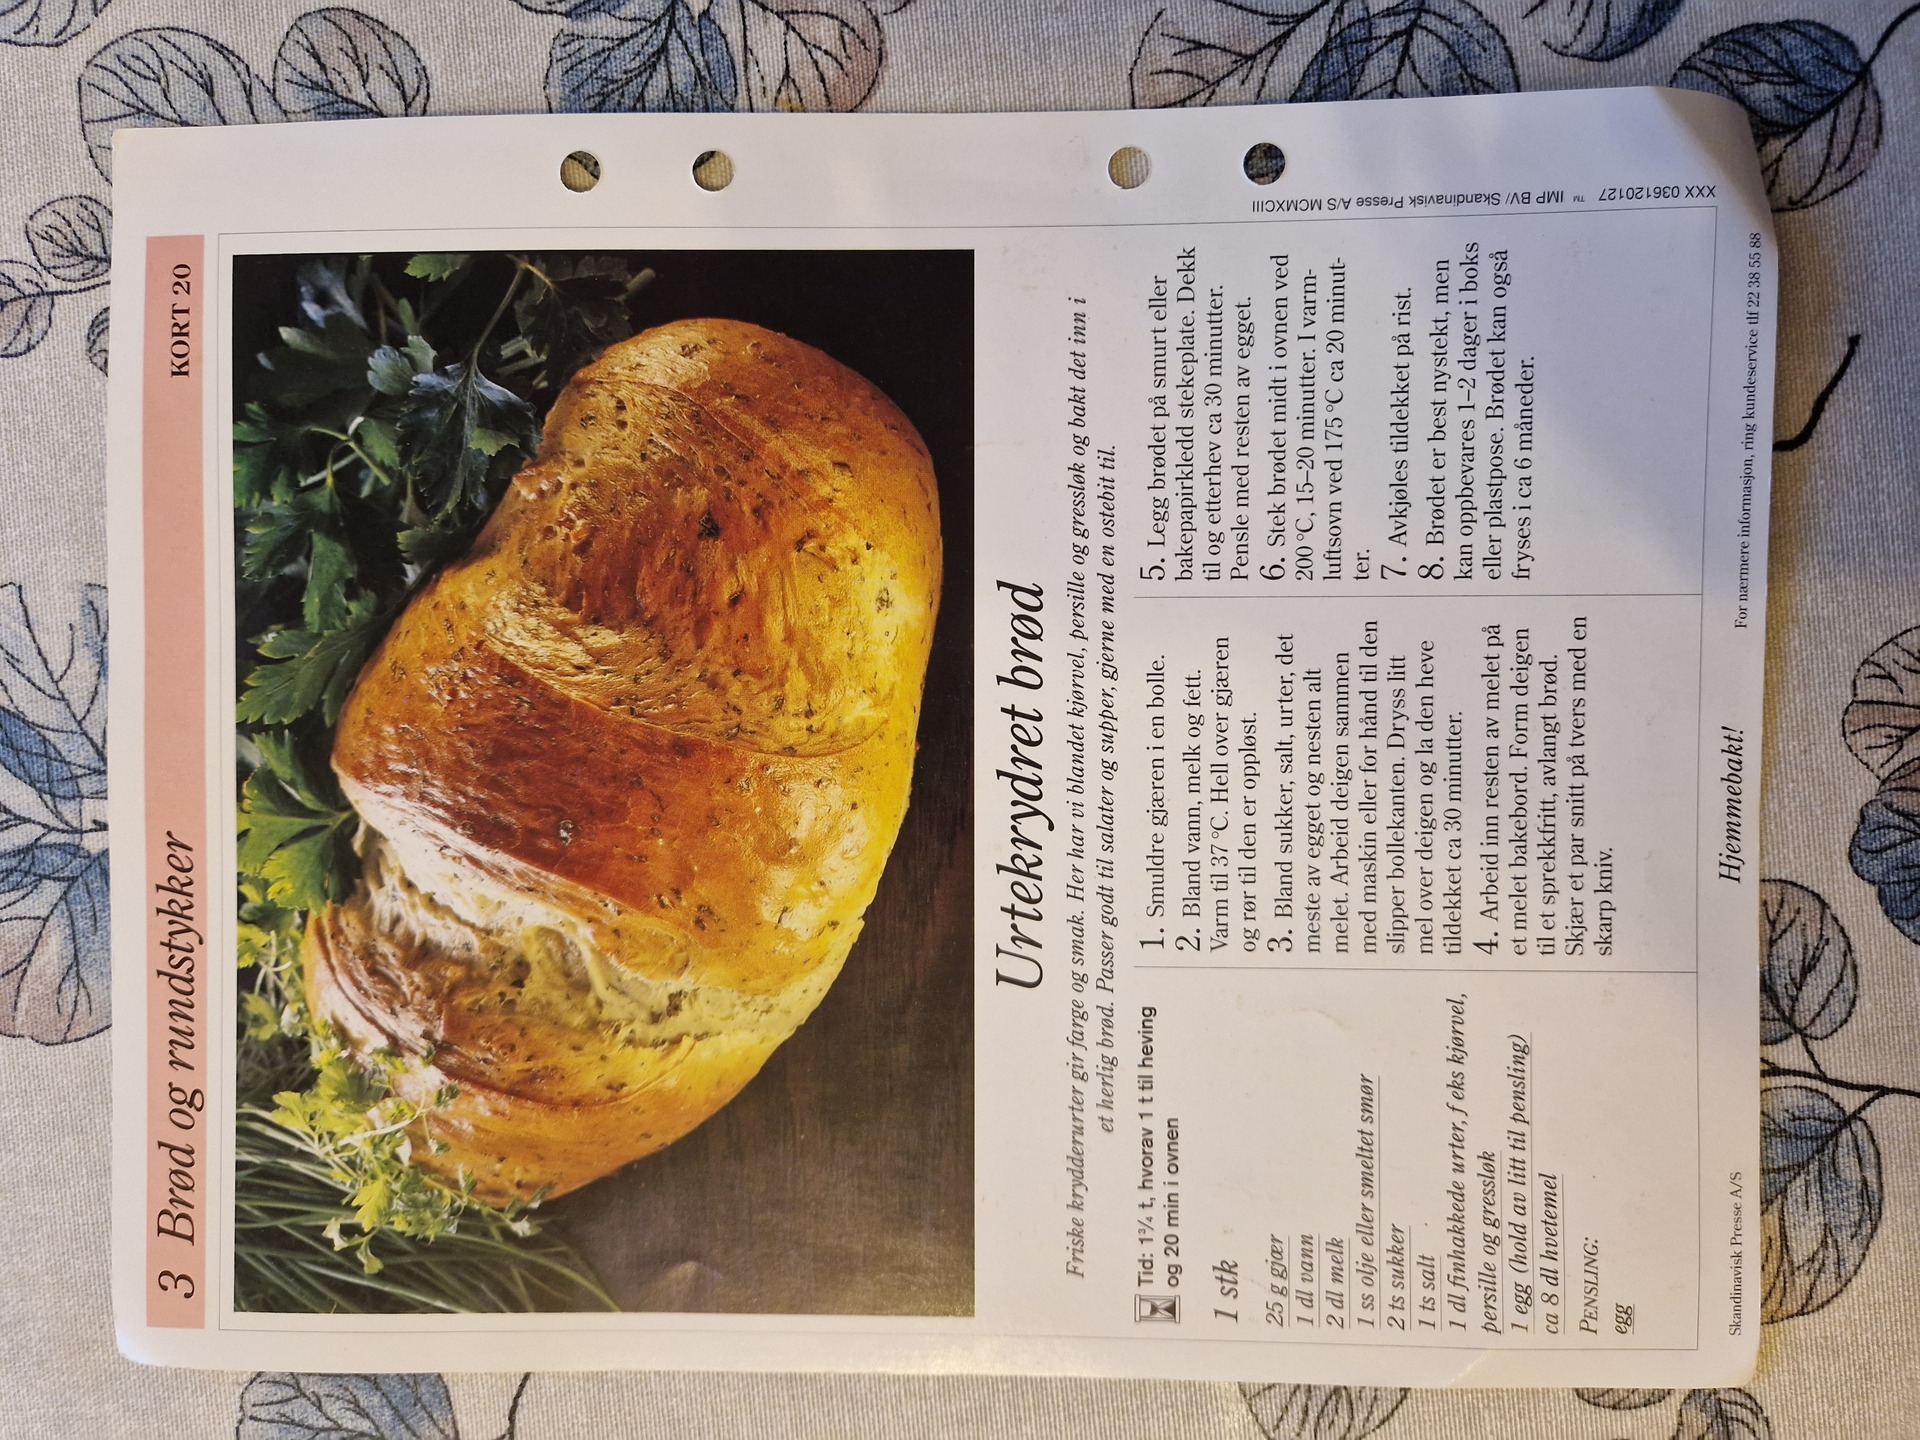 3 Brød og rundstykker
KORT 20
Urtekrydret brød
Friske krydderurter gir farge og smak. Her har vi blandet kjørvel, persille og gressløk og bakt det inn i
et herlig brød. Passer godt til salater og supper, gjerne med en ostebit til.
Tid: 1¾ t, hvorav 1 t til heving
og 20 min i ovnen
1 stk
25 g gjær
1 dl vann
2 dl melk
1 ss olje eller smeltet smør
2 ts sukker
1 ts salt
1 dl finhakkede urter, f eks kjørvel,
persille og gressløk
1 egg (hold av litt til pensling)
ca 8 dl hvetemel
PENSLING:
egg
1. Smuldre gjæren i en bolle.
2. Bland vann, melk og fett.
Varm til 37 °C. Hell over gjæren
og rør til den er oppløst.
3. Bland sukker, salt, urter, det
meste av egget og nesten alt
melet. Arbeid deigen sammen
med maskin eller for hånd til den
slipper bollekanten. Dryss litt
mel over deigen og la den heve
tildekket ca 30 minutter.
4. Arbeid inn resten av melet på
et melet bakebord. Form deigen
til et sprekkfritt, avlangt brød.
Skjær et par snitt på tvers med en
skarp kniv.
5. Legg brødet på smurt eller
bakepapirkledd stekeplate. Dekk
til og etterhev ca 30 minutter.
Pensle med resten av egget.
6. Stek brødet midt i ovnen ved
200 °C, 15–20 minutter. I varm-
luftsovn ved 175 °C ca 20 minut-
ter.
7. Avkjøles tildekket på rist.
8. Brødet er best nystekt, men
kan oppbevares 1–2 dager i boks
eller plastpose. Brødet kan også
fryses i ca 6 måneder.
XXX 036120127 ™ IMP BV/ Skandinavisk Presse A/S MCMXCIII
Skandinavisk Presse A/S
Hjemmebakt!
For nærmere informasjon, ring kundeservice tlf 22 38 55 88